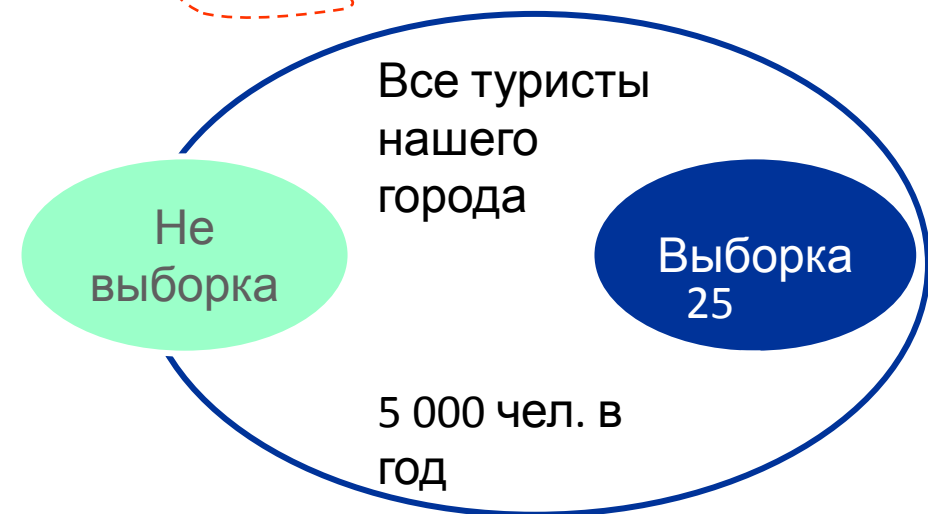 Все туристы
нашего
города
Не
выборка
Выборка
25
5 000 чел. в
год